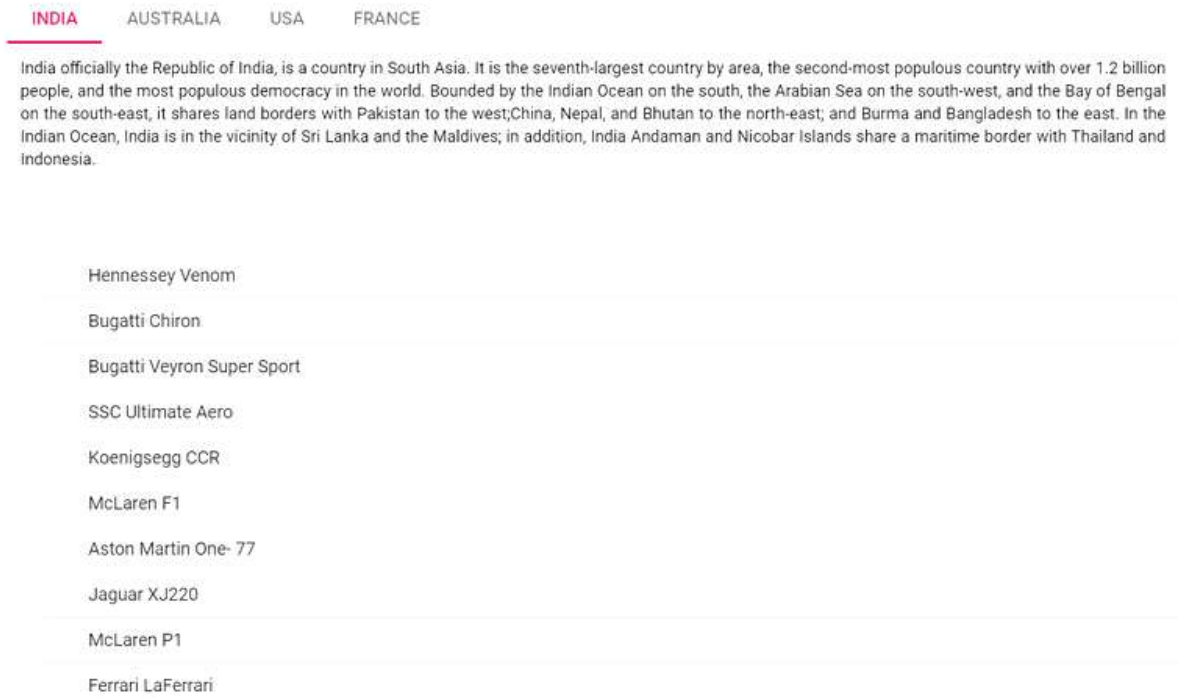 INDIA AUSTRALIA USA FRANCE
India officially the Republic of India, is a country in South Asia. It is the seventh-largest country by area, the second-most populous country with over 1.2 billion
people, and the most populous democracy in the world. Bounded by the Indian Ocean on the south, the Arabian Sea on the south-west, and the Bay of Bengal
on the south-east, it shares land borders with Pakistan to the west;China, Nepal, and Bhutan to the north-east; and Burma and Bangladesh to the east. In the
Indian Ocean, India is in the vicinity of Sri Lanka and the Maldives; in addition, India Andaman and Nicobar Islands share a maritime border with Thailand and
Indonesia.
Hennessey Venom
Bugatti Chiron
Bugatti Veyron Super Sport
SSC Ultimate Aero
Koenigsegg CCR
McLaren F1
Aston Martin One- 77
Jaguar XJ220
McLaren P1
Ferrari LaFerrari